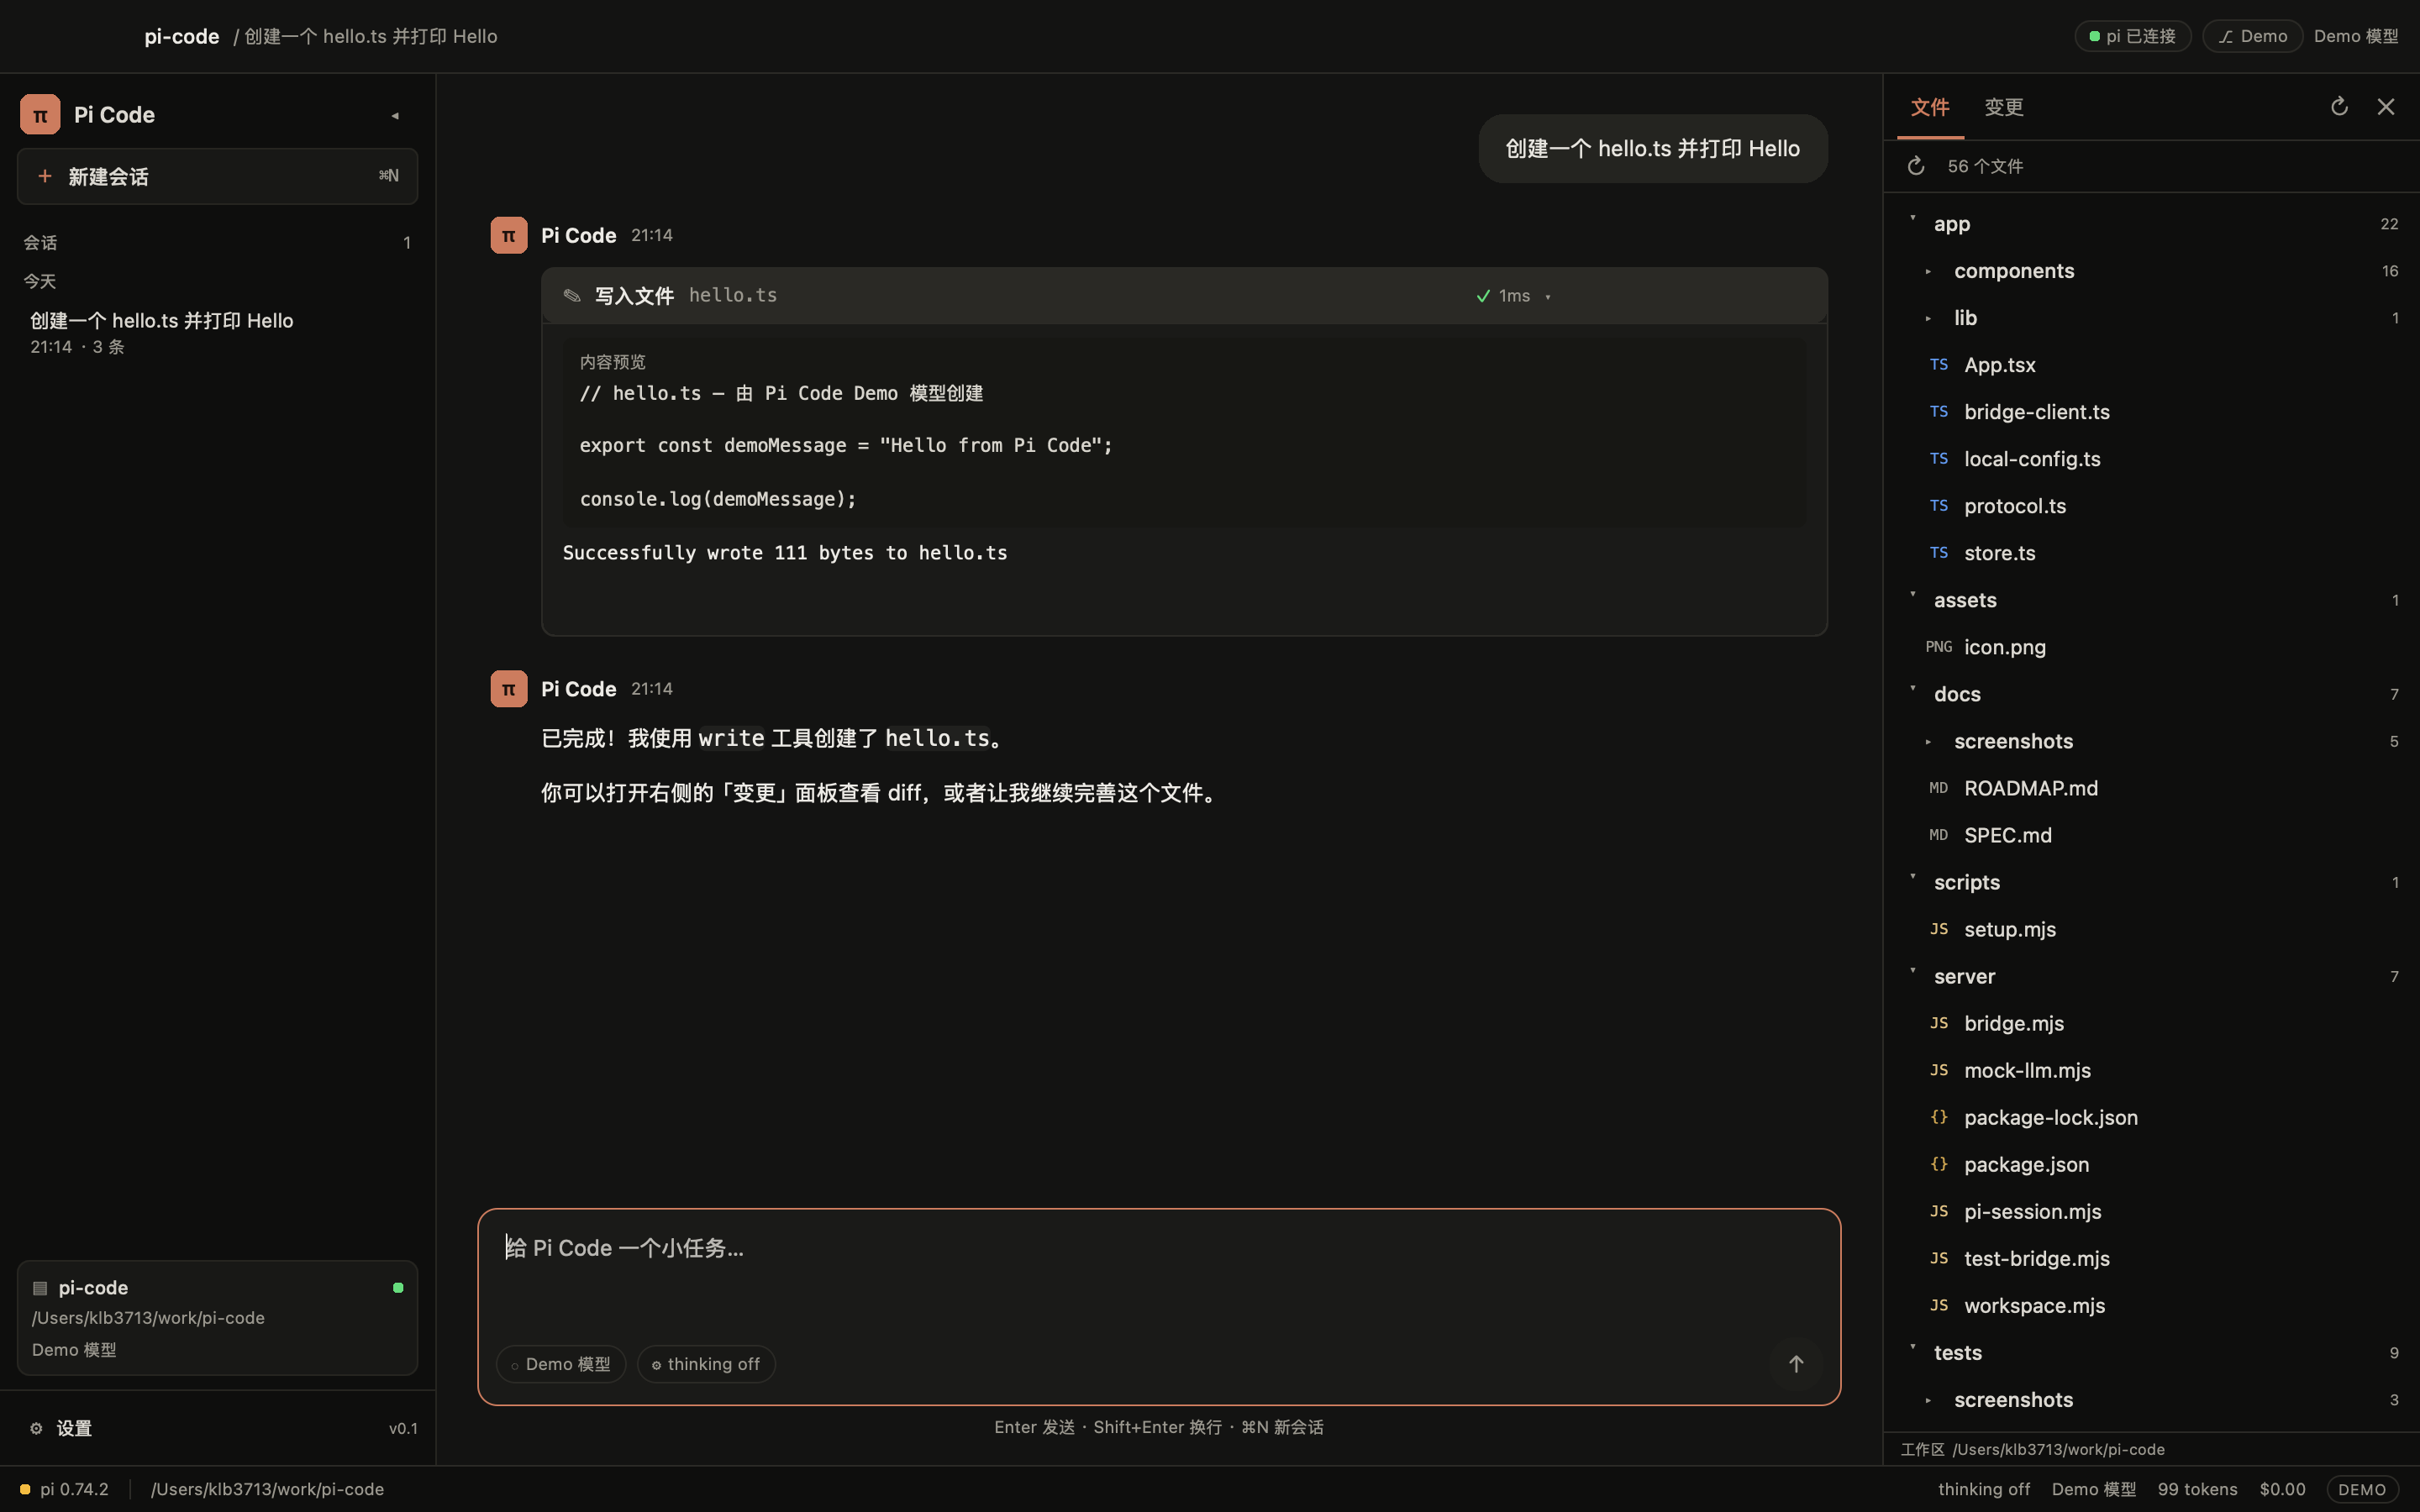 pi-code / 创建一个 hello.ts 并打印 Hello
pi 已连接
Demo
Demo 模型
π Pi Code
+ 新建会话 ⌘N
会话 1
今天
创建一个 hello.ts 并打印 Hello
21:14 · 3 条
pi-code
/Users/klb3713/work/pi-code
Demo 模型
设置 v0.1
创建一个 hello.ts 并打印 Hello
π Pi Code 21:14
写入文件 hello.ts ✓ 1ms
内容预览
// hello.ts — 由 Pi Code Demo 模型创建
export const demoMessage = "Hello from Pi Code";
console.log(demoMessage);
Successfully wrote 111 bytes to hello.ts
π Pi Code 21:14
已完成！我使用 write 工具创建了 hello.ts。
你可以打开右侧的「变更」面板查看 diff，或者让我继续完善这个文件。
给 Pi Code 一个小任务...
Demo 模型
thinking off
Enter 发送 · Shift+Enter 换行 · ⌘N 新会话
文件 变更
56 个文件
app 22
components 16
lib 1
TS App.tsx
TS bridge-client.ts
TS local-config.ts
TS protocol.ts
TS store.ts
assets 1
PNG icon.png
docs 7
screenshots 5
MD ROADMAP.md
MD SPEC.md
scripts 1
JS setup.mjs
server 7
JS bridge.mjs
JS mock-llm.mjs
{} package-lock.json
{} package.json
JS pi-session.mjs
JS test-bridge.mjs
JS workspace.mjs
tests 9
screenshots 3
工作区 /Users/klb3713/work/pi-code
pi 0.74.2
/Users/klb3713/work/pi-code
thinking off Demo 模型 99 tokens $0.00 DEMO